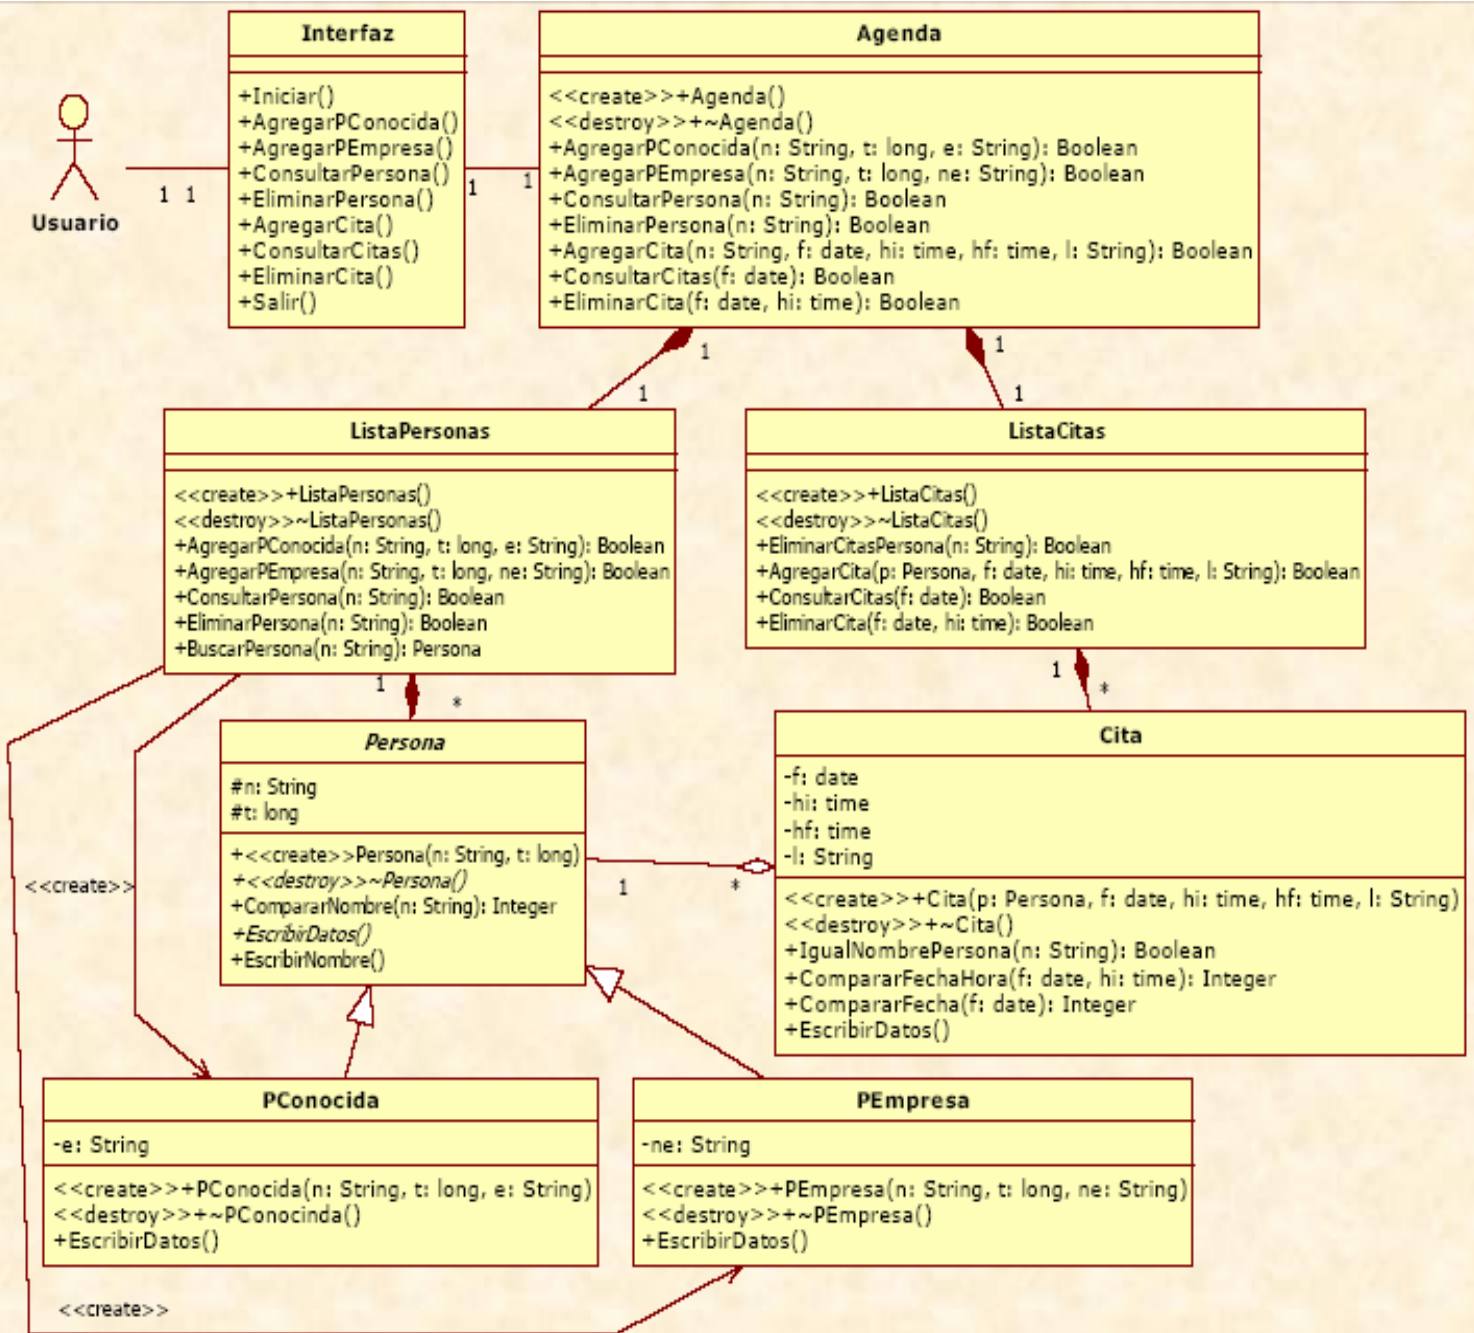 Interfaz
+Iniciar()
+AgregarPConocida()
+AgregarPEmpresa()
+ConsultarPersona()
+EliminarPersona()
+AgregarCita()
+ConsultarCitas()
+EliminarCita()
+Salir()
Agenda
<<create>>+Agenda()
<<destroy>>+~Agenda()
+AgregarPConocida(n: String, t: long, e: String): Boolean
+AgregarPEmpresa(n: String, t: long, ne: String): Boolean
+ConsultarPersona(n: String): Boolean
+EliminarPersona(n: String): Boolean
+AgregarCita(n: String, f: date, hi: time, hf: time, l: String): Boolean
+ConsultarCitas(f: date): Boolean
+EliminarCita(f: date, hi: time): Boolean
Usuario
1 1
1
1
1
1
1
1
ListaPersonas
<<create>>+ListaPersonas()
<<destroy>>~ListaPersonas()
+AgregarPConocida(n: String, t: long, e: String): Boolean
+AgregarPEmpresa(n: String, t: long, ne: String): Boolean
+ConsultarPersona(n: String): Boolean
+EliminarPersona(n: String): Boolean
+BuscarPersona(n: String): Persona
ListaCitas
<<create>>+ListaCitas()
<<destroy>>~ListaCitas()
+EliminarCitasPersona(n: String): Boolean
+AgregarCita(p: Persona, f: date, hi: time, hf: time, l: String): Boolean
+ConsultarCitas(f: date): Boolean
+EliminarCita(f: date, hi: time): Boolean
1
*
1
*
Persona
#n: String
#t: long
+<<create>>Persona(n: String, t: long)
+<<destroy>>~Persona()
+CompararNombre(n: String): Integer
+EscribirDatos()
+EscribirNombre()
1
*
Cita
-f: date
-hi: time
-hf: time
-l: String
<<create>>+Cita(p: Persona, f: date, hi: time, hf: time, l: String)
<<destroy>>+~Cita()
+IgualNombrePersona(n: String): Boolean
+CompararFechaHora(f: date, hi: time): Integer
+CompararFecha(f: date): Integer
+EscribirDatos()
<<create>>
PConocida
-e: String
<<create>>+PConocida(n: String, t: long, e: String)
<<destroy>>+~PConocinda()
+EscribirDatos()
PEmpresa
-ne: String
<<create>>+PEmpresa(n: String, t: long, ne: String)
<<destroy>>+~PEmpresa()
+EscribirDatos()
<<create>>